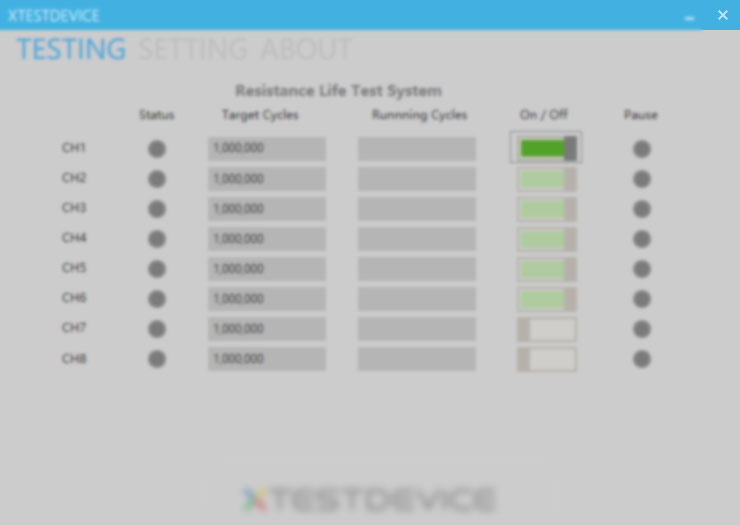 XTESTDEVICE
TESTING SETTING ABOUT
Resistance Life Test System
Status Target Cycles Runnning Cycles On / Off Pause
CH1 1,000,000
CH2 1,000,000
CH3 1,000,000
CH4 1,000,000
CH5 1,000,000
CH6 1,000,000
CH7 1,000,000
CH8 1,000,000
XTESTDEVICE